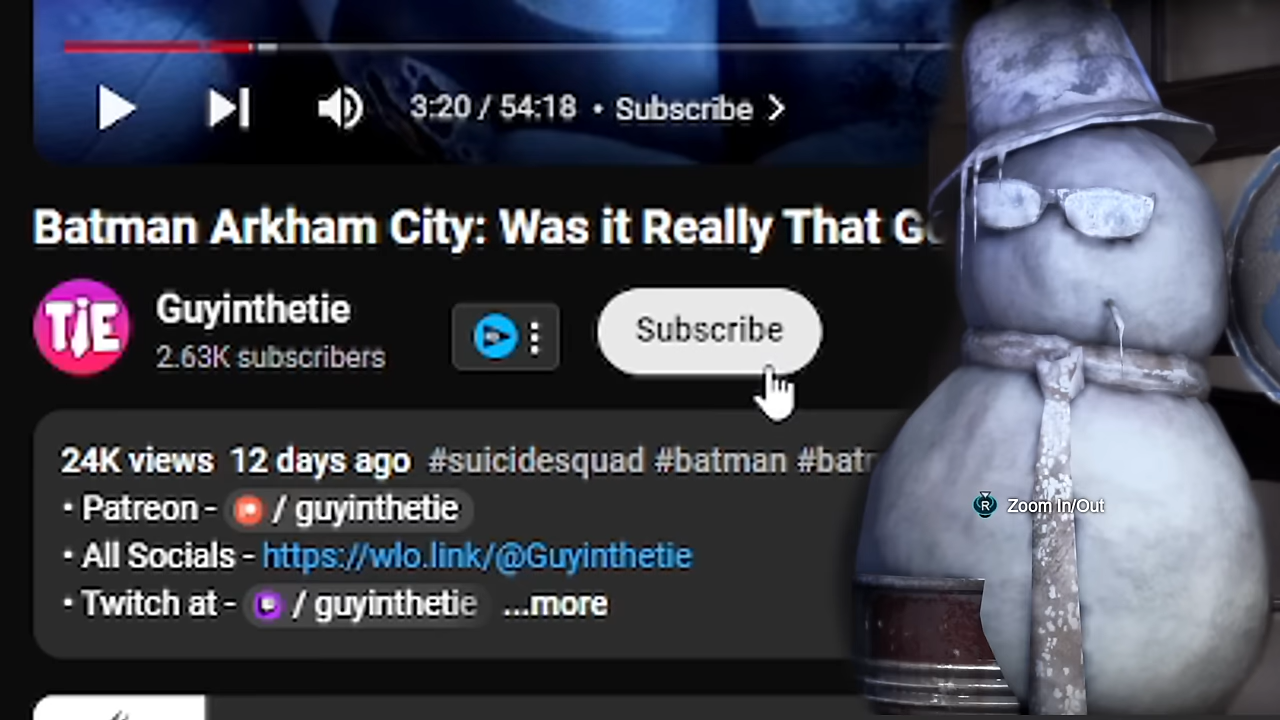 3:20 / 54:18 • Subscribe
Batman Arkham City: Was it Really That
TiE
Guyinthetie
2.63K subscribers
Subscribe
24K views 12 days ago #suicidesquad #batman
• Patreon - / guyinthetie
• All Socials - https://wlo.link/@Guyinthetie
• Twitch at - / guyinthetie ...more
R Zoom In/Out